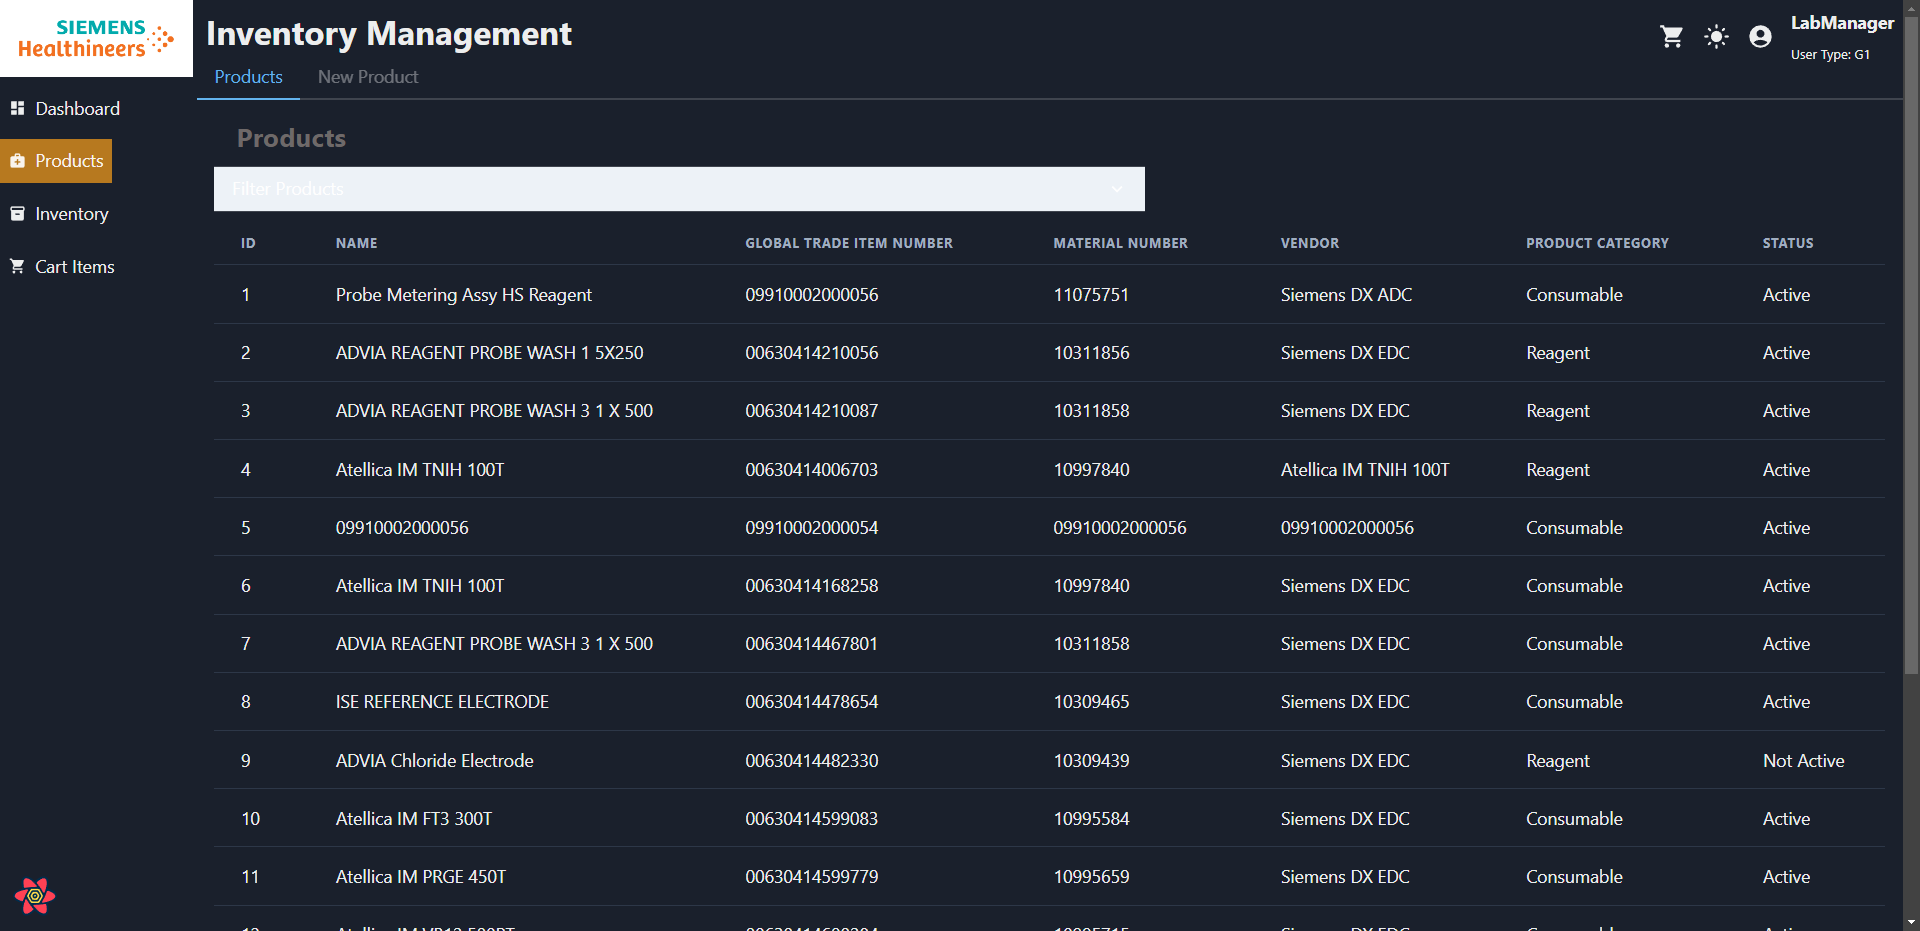 SIEMENS
Healthineers
Inventory Management
LabManager
User Type: G1
Products New Product
Dashboard
Products
Inventory
Cart Items
Products
Filter Products
ID NAME GLOBAL TRADE ITEM NUMBER MATERIAL NUMBER VENDOR PRODUCT CATEGORY STATUS
1 Probe Metering Assy HS Reagent 09910002000056 11075751 Siemens DX ADC Consumable Active
2 ADVIA REAGENT PROBE WASH 1 5X250 00630414210056 10311856 Siemens DX EDC Reagent Active
3 ADVIA REAGENT PROBE WASH 3 1 X 500 00630414210087 10311858 Siemens DX EDC Reagent Active
4 Atellica IM TNIH 100T 00630414006703 10997840 Atellica IM TNIH 100T Reagent Active
5 09910002000056 09910002000054 09910002000056 09910002000056 Consumable Active
6 Atellica IM TNIH 100T 00630414168258 10997840 Siemens DX EDC Consumable Active
7 ADVIA REAGENT PROBE WASH 3 1 X 500 00630414467801 10311858 Siemens DX EDC Consumable Active
8 ISE REFERENCE ELECTRODE 00630414478654 10309465 Siemens DX EDC Consumable Active
9 ADVIA Chloride Electrode 00630414482330 10309439 Siemens DX EDC Reagent Not Active
10 Atellica IM FT3 300T 00630414599083 10995584 Siemens DX EDC Consumable Active
11 Atellica IM PRGE 450T 00630414599779 10995659 Siemens DX EDC Consumable Active